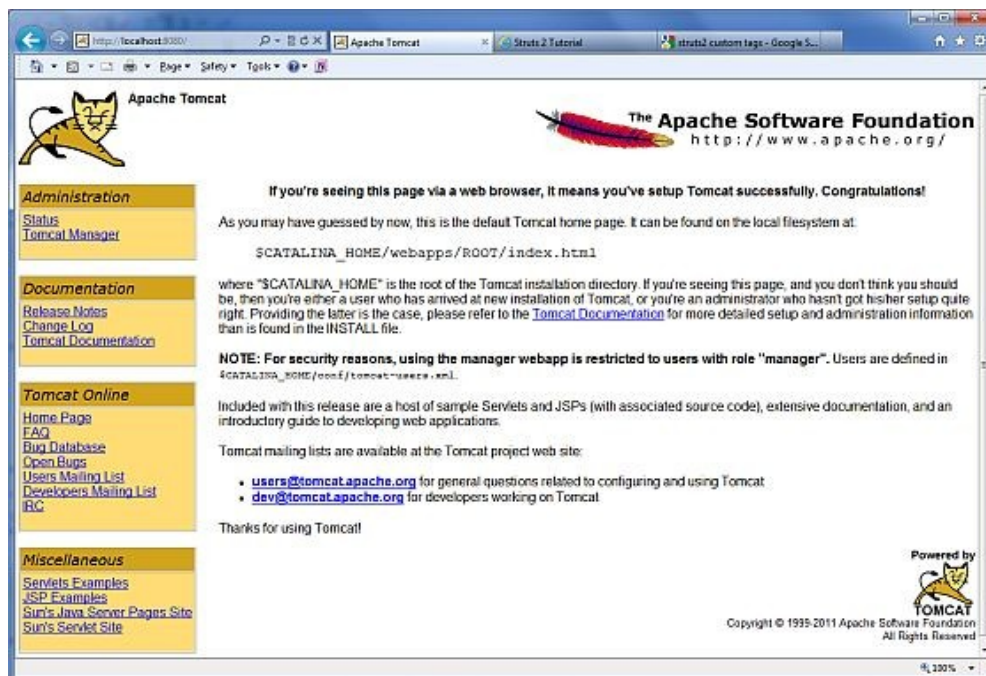 http://localhost:8080/
Apache Tomcat
Struts 2 Tutorial
struts2 custom tags - Google S...
Page
Safety
Tools
Apache Tomcat
The Apache Software Foundation
http://www.apache.org/
Administration
Status
Tomcat Manager
Documentation
Release Notes
Change Log
Tomcat Documentation
Tomcat Online
Home Page
FAQ
Bug Database
Open Bugs
Users Mailing List
Developers Mailing List
IRC
Miscellaneous
Servlets Examples
JSP Examples
Sun's Java Server Pages Site
Sun's Servlet Site
If you're seeing this page via a web browser, it means you've setup Tomcat successfully. Congratulations!
As you may have guessed by now, this is the default Tomcat home page. It can be found on the local filesystem at:
$CATALINA_HOME/webapps/ROOT/index.html
where "$CATALINA_HOME" is the root of the Tomcat installation directory. If you're seeing this page, and you don't think you should
be, then you're either a user who has arrived at new installation of Tomcat, or you're an administrator who hasn't got his/her setup quite
right. Providing the latter is the case, please refer to the Tomcat Documentation for more detailed setup and administration information
than is found in the INSTALL file.
NOTE: For security reasons, using the manager webapp is restricted to users with role "manager". Users are defined in
$CATALINA_HOME/conf/tomcat-users.xml.
Included with this release are a host of sample Servlets and JSPs (with associated source code), extensive documentation, and an
introductory guide to developing web applications.
Tomcat mailing lists are available at the Tomcat project web site:
• users@tomcat.apache.org for general questions related to configuring and using Tomcat
• dev@tomcat.apache.org for developers working on Tomcat
Thanks for using Tomcat!
Powered by
TOMCAT
Copyright © 1999-2011 Apache Software Foundation
All Rights Reserved
100%